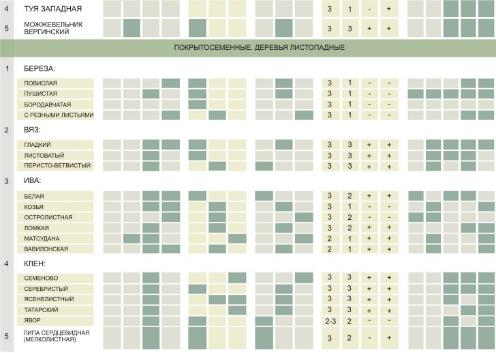 4 ТУЯ ЗАПАДНАЯ 3 1 - +
5 МОЖЖЕВЕЛЬНИК ВЕРГИНСКИЙ 3 3 + +
ПОКРЫТОСЕМЕННЫЕ. ДЕРЕВЬЯ ЛИСТОПАДНЫЕ
1 БЕРЕЗА:
ПОВИСЛАЯ 3 1 - -
ПУШИСТАЯ 3 1 - -
БОРОДАВЧАТАЯ 3 1 - -
С РЕЗНЫМИ ЛИСТЬЯМИ 3 1 - -
2 ВЯЗ:
ГЛАДКИЙ 3 3 + +
ЛИСТОВАТЫЙ 3 3 + +
ПЕРИСТО-ВЕТВИСТЫЙ 3 3 + +
3 ИВА:
БЕЛАЯ 3 2 + +
КОЗЬЯ 3 1 - -
ОСТРОЛИСТНАЯ 3 2 - -
ЛОМКАЯ 3 2 + +
МАТСУДАНА 2 1 + +
ВАВИЛОНСКАЯ 2 1 + +
4 КЛЕН:
СЕМЕНОВО 3 3 + +
СЕРЕБРИСТЫЙ 3 3 + +
ЯСЕНЕЛИСТНЫЙ 3 3 + +
ТАТАРСКИЙ 3 3 + +
ЯВОР 2-3 3 - -
5 ЛИПА СЕРДЦЕВИДНАЯ (МЕЛКОЛИСТНАЯ) 3 2 - -